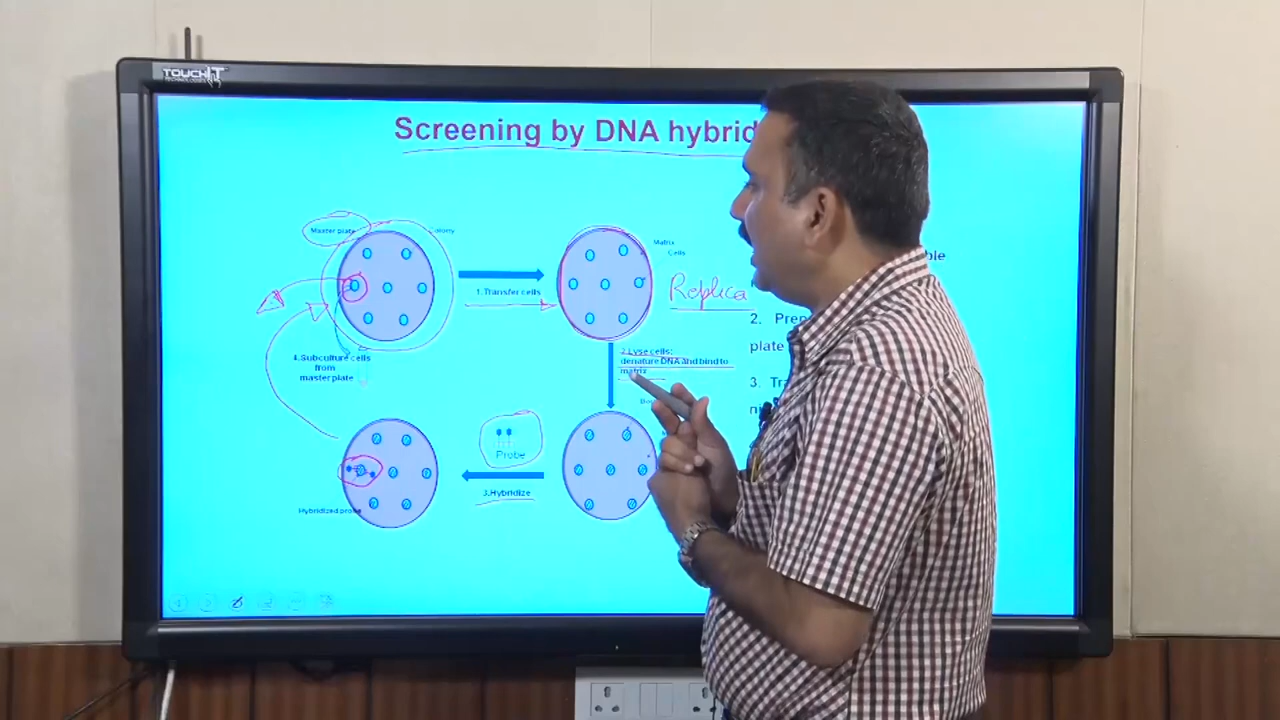 TOUCHIT
TECHNOLOGIES
Screening by DNA hybrid
Master plate
Colony
Matrix
Cells
1.Transfer cells
Replica
ble
2. Prep
plate
3. Tra
2.Lyse cells;
denature DNA and bind to
matrix
4.Subculture cells
from
master plate
Probe
3.Hybridize
Hybridized probe